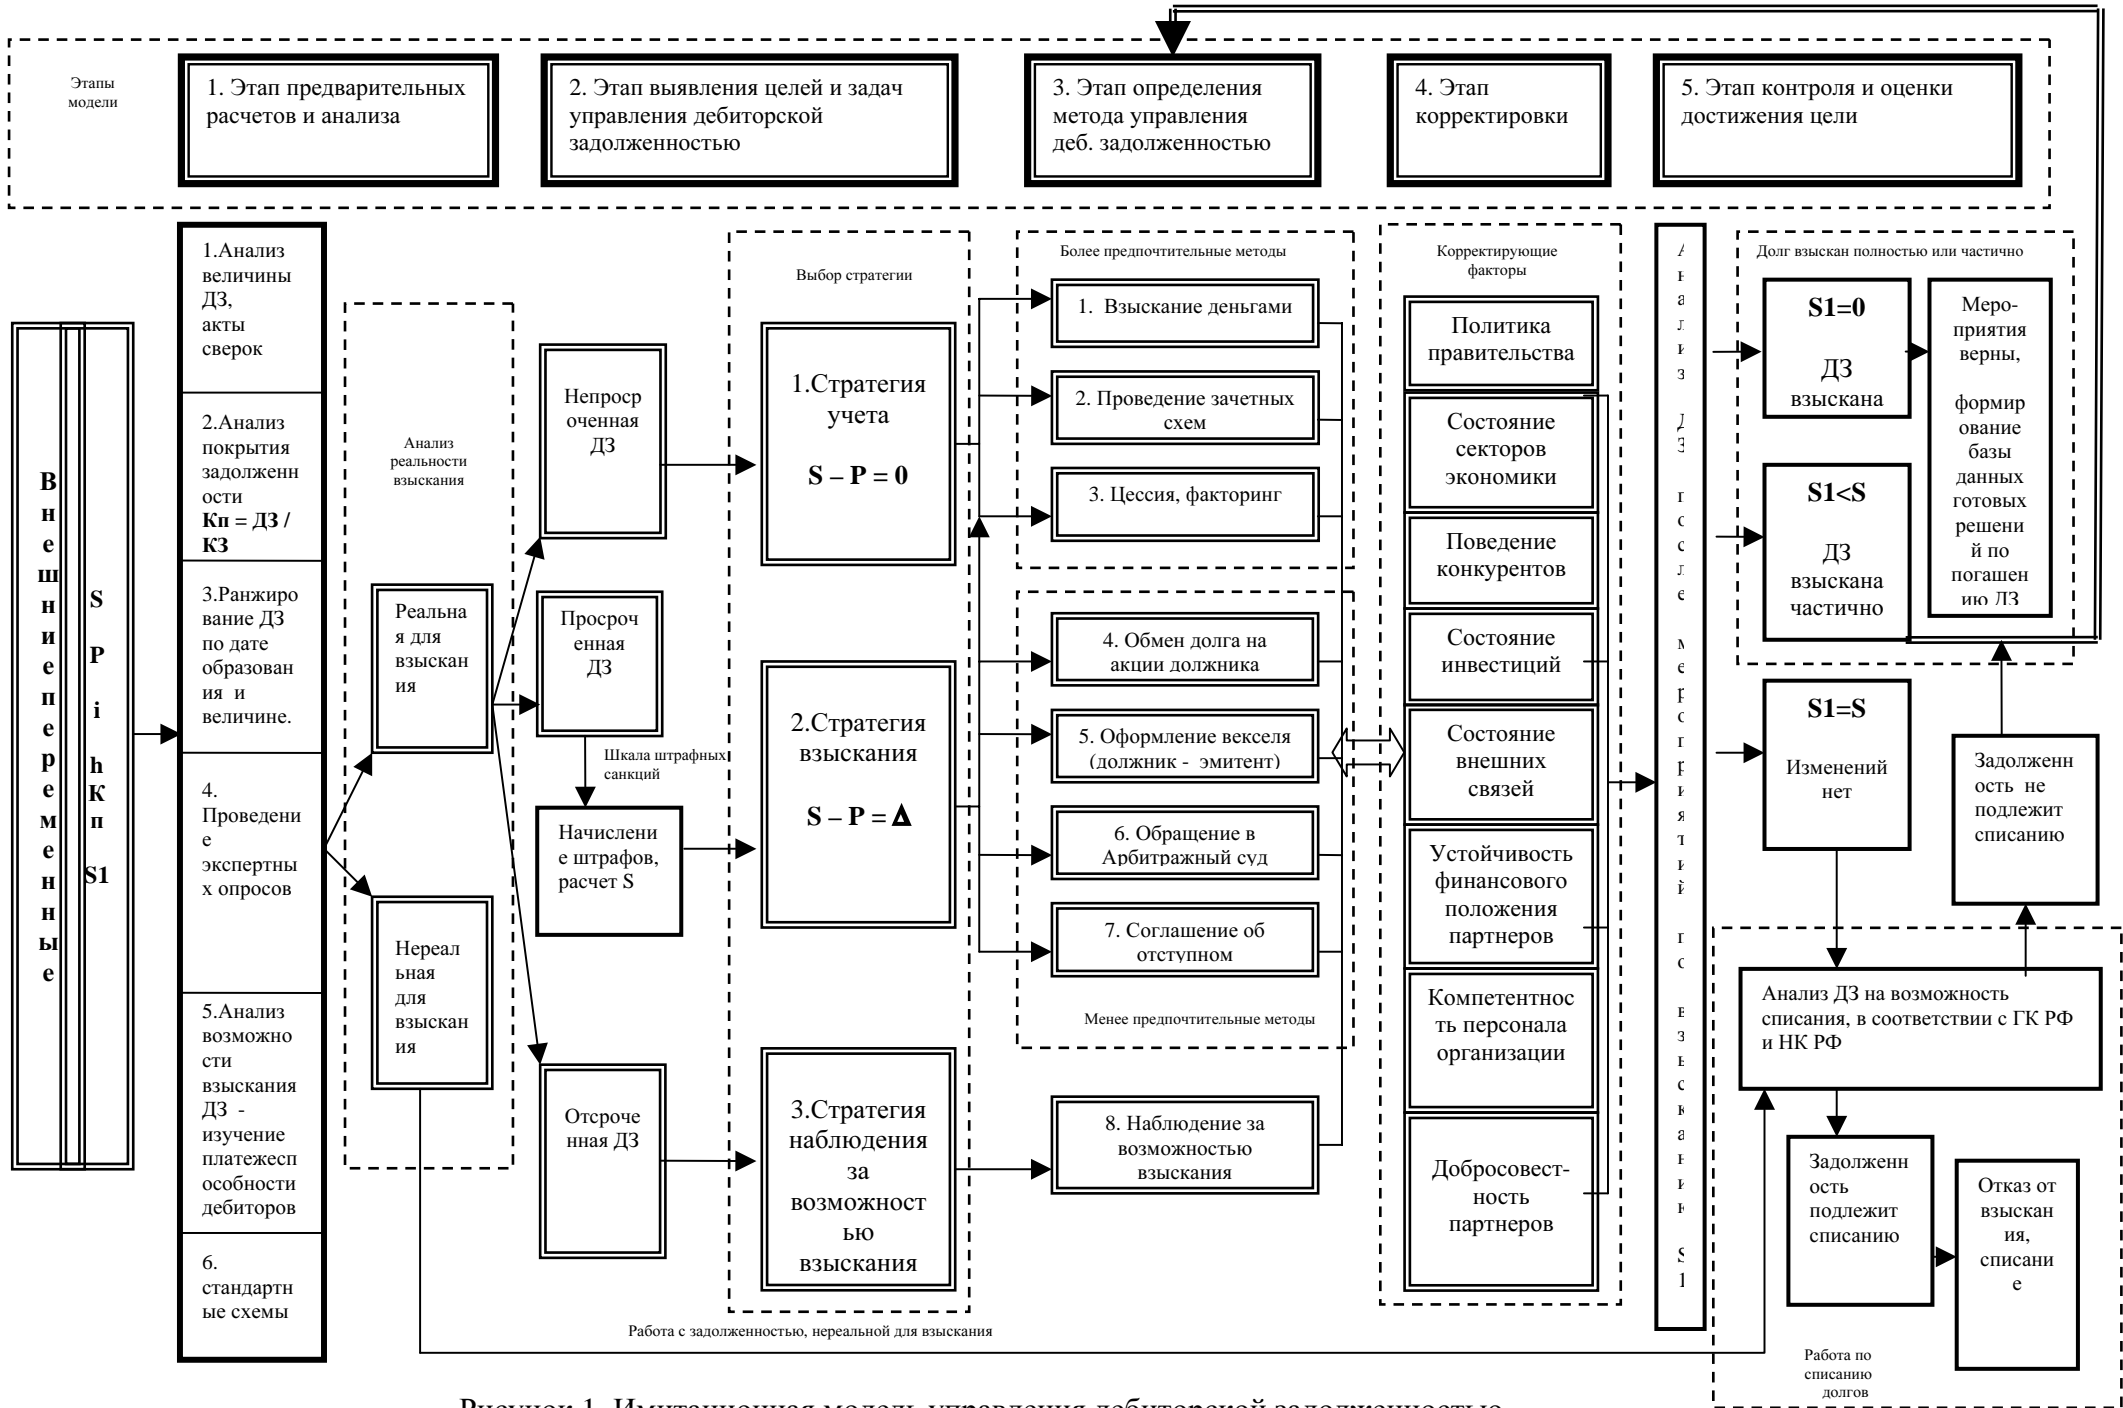 Этапы
модели
1. Этап предварительных
расчетов и анализа
2. Этап выявления целей и задач
управления дебиторской
задолженностью
3. Этап определения
метода управления
деб. задолженностью
4. Этап
корректировки
5. Этап контроля и оценки
достижения цели
В
н
е
ш
н
и
е
п
е
р
е
м
е
н
н
ы
е
S
P
i
h
К
п
S1
1.Анализ
величины
ДЗ,
акты
сверок
2.Анализ
покрытия
задолженн
ости
Кп = ДЗ /
КЗ
3.Ранжиро
вание ДЗ
по дате
образован
ия и
величине.
4.
Проведени
е
экспертны
х опросов
5.Анализ
возможно
сти
взыскания
ДЗ -
изучение
платежесп
особности
дебиторов
6.
стандартн
ые схемы
Анализ
реальности
взыскания
Реальна
я для
взыскан
ия
Нереал
ьная
для
взыскан
ия
Непроср
оченная
ДЗ
Просроч
енная
ДЗ
Шкала штрафных
санкций
Начислени
е штрафов,
расчет S
Отсроче
нная ДЗ
Выбор стратегии
1.Стратегия
учета
S – P = 0
2.Стратегия
взыскания
S – P = Δ
3.Стратегия
наблюдения
за
возможност
ью
взыскания
Более предпочтительные методы
1. Взыскание деньгами
2. Проведение зачетных
схем
3. Цессия, факторинг
4. Обмен долга на
акции должника
5. Оформление векселя
(должник - эмитент)
6. Обращение в
Арбитражный суд
7. Соглашение об
отступном
Менее предпочтительные методы
8. Наблюдение за
возможностью
взыскания
Корректирующие
факторы
Политика
правительства
Состояние
секторов
экономики
Поведение
конкурентов
Состояние
инвестиций
Состояние
внешних
связей
Устойчивость
финансового
положения
партнеров
Компетентнос
ть персонала
организации
Добросовест-
ность
партнеров
А
н
а
л
и
з
Д
З
п
о
с
л
е
м
е
р
о
п
р
и
я
т
и
й
п
о
в
з
ы
с
к
а
н
и
ю
S
1
Долг взыскан полностью или частично
S1=0
ДЗ
взыскана
S1<S
ДЗ
взыскана
частично
Меро-
приятия
верны,
формир
ование
базы
данных
готовых
решени
й по
погашен
ию ДЗ
S1=S
Изменений
нет
Задолженн
ость не
подлежит
списанию
Анализ ДЗ на возможность
списания, в соответствии с ГК РФ
и НК РФ
Задолженн
ость
подлежит
списанию
Отказ от
взыскан
ия,
списани
е
Работа по
списанию
долгов
Работа с задолженностью, нереальной для взыскания
Рисунок 1. Имитационная модель управления дебиторской задолженностью